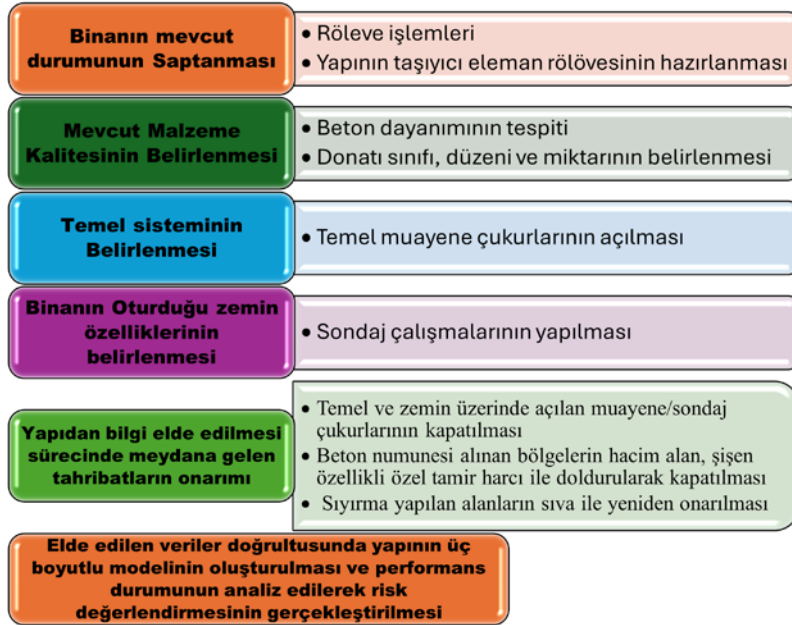 Binanın mevcut
durumunun Saptanması
• Röleve işlemleri
• Yapının taşıyıcı eleman rölövesinin hazırlanması
Mevcut Malzeme
Kalitesinin Belirlenmesi
• Beton dayanımının tespiti
• Donatı sınıfı, düzeni ve miktarının belirlenmesi
Temel sisteminin
Belirlenmesi
• Temel muayene çukurlarının açılması
Binanın Oturduğu zemin
özelliklerinin
belirlenmesi
• Sondaj çalışmalarının yapılması
Yapıdan bilgi elde edilmesi
sürecinde meydana gelen
tahribatların onarımı
• Temel ve zemin üzerinde açılan muayene/sondaj
çukurlarının kapatılması
• Beton numunesi alınan bölgelerin hacim alan, şişen
özellikli özel tamir harcı ile doldurularak kapatılması
• Sıyırma yapılan alanların sıva ile yeniden onarılması
Elde edilen veriler doğrultusunda yapının üç
boyutlu modelinin oluşturulması ve performans
durumunun analiz edilerek risk
değerlendirmesinin gerçekleştirilmesi